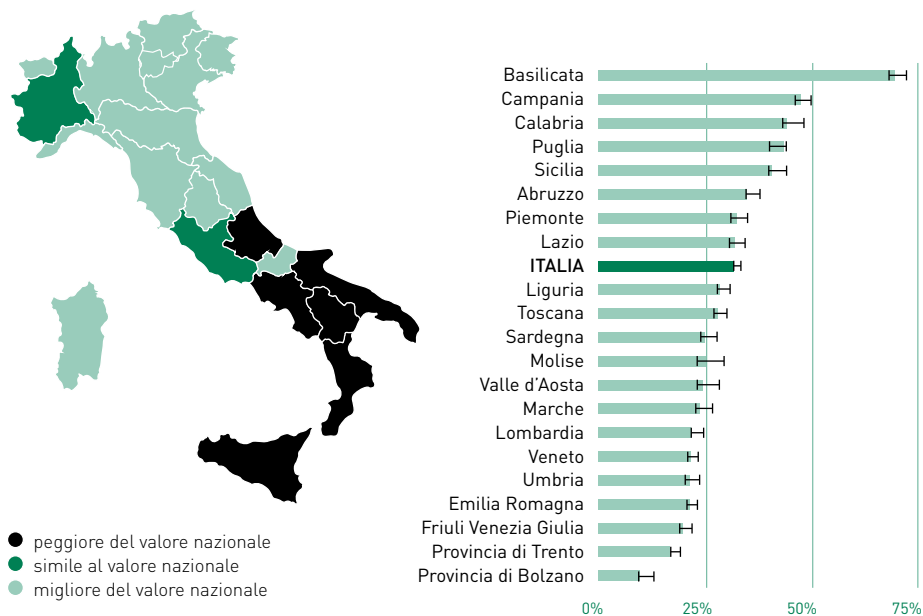 Basilicata
Campania
Calabria
Puglia
Sicilia
Abruzzo
Piemonte
Lazio
ITALIA
Liguria
Toscana
Sardegna
Molise
Valle d'Aosta
Marche
Lombardia
Veneto
Umbria
Emilia Romagna
Friuli Venezia Giulia
Provincia di Trento
Provincia di Bolzano
0% 25% 50% 75%
peggiore del valore nazionale
simile al valore nazionale
migliore del valore nazionale